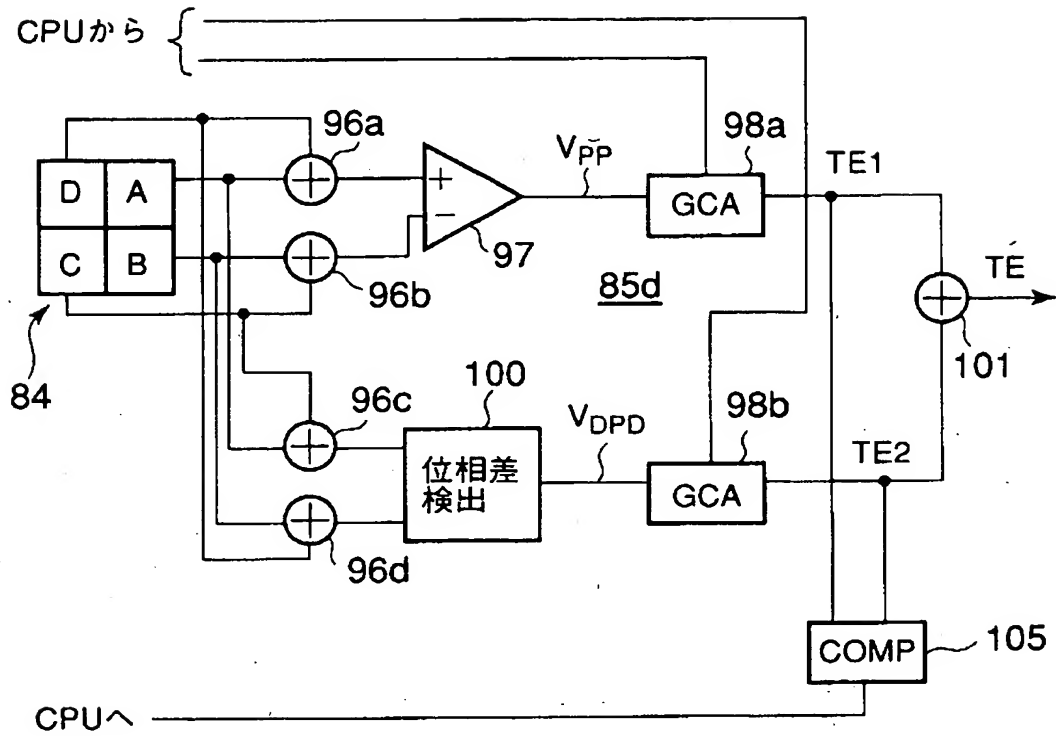 CPUから
96a
98a
VPP
TE1
D A
GCA
C B
97
TE
96b
85d
101
84
100
96c
98b
VDPD
TE2
位相差
検出
GCA
96d
COMP
105
CPUへ